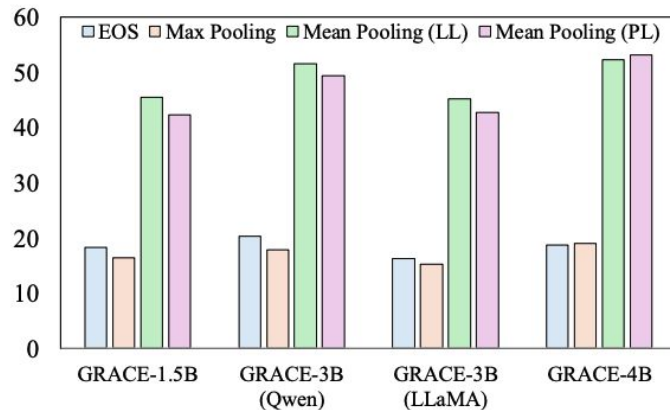 60
EOS Max Pooling Mean Pooling (LL) Mean Pooling (PL)
50
40
30
20
10
0
GRACE-1.5B GRACE-3B GRACE-3B GRACE-4B
(Qwen) (LLaMA)